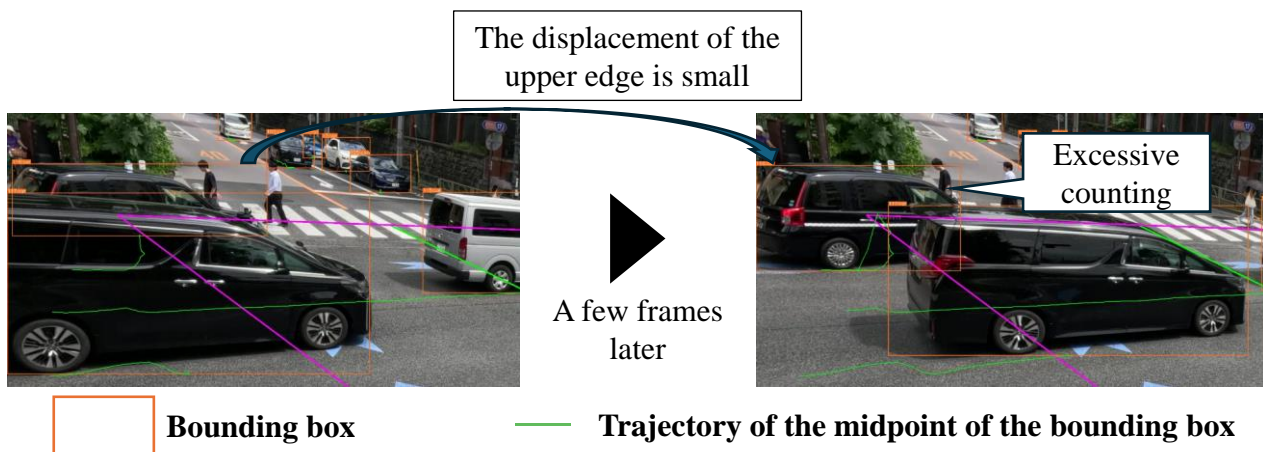 The displacement of the
upper edge is small
Excessive
counting
A few frames
later
Bounding box
Trajectory of the midpoint of the bounding box